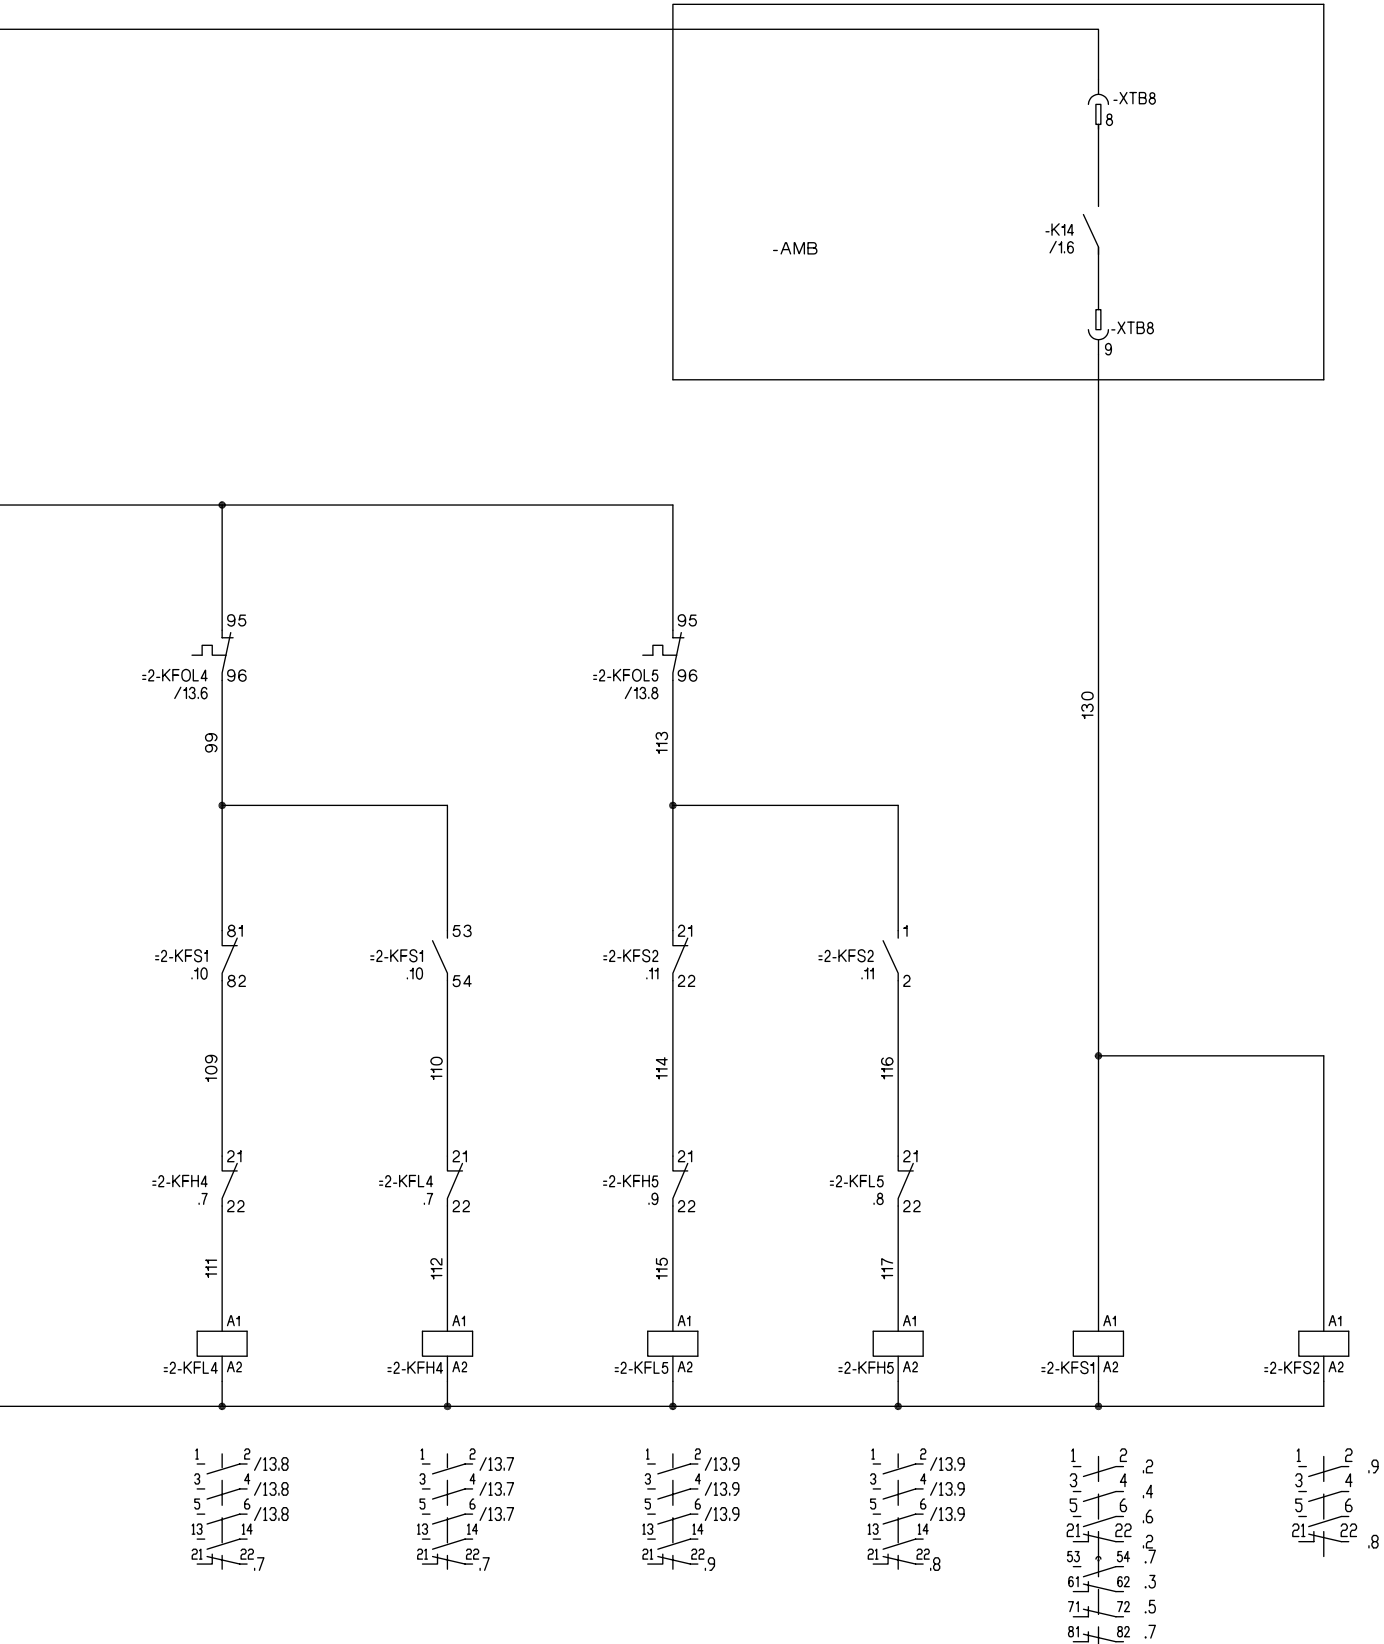 -XTB8
8
-K14
/1.6
-AMB
-XTB8
9
95 95
=2-KFOL4 96 =2-KFOL5 96
/13.6 /13.8
130
99 113
81 53 21 1
=2-KFS1 =2-KFS1 =2-KFS2 =2-KFS2
.10 .10 .11 .11
82 54 22 2
109 110 114 116
21 21 21 21
=2-KFH4 =2-KFL4 =2-KFH5 =2-KFL5
.7 .7 .9 .8
22 22 22 22
111 112 115 117
A1 A1 A1 A1 A1 A1
=2-KFL4 A2 =2-KFH4 A2 =2-KFL5 A2 =2-KFH5 A2 =2-KFS1 A2 =2-KFS2 A2
1 2 /13.8 1 2 /13.7 1 2 /13.9 1 2 /13.9 1 2 .2 1 2 .9
3 4 /13.8 3 4 /13.7 3 4 /13.9 3 4 /13.9 3 4 .4 3 4
5 6 /13.8 5 6 /13.7 5 6 /13.9 5 6 /13.9 5 6 .6 5 6
13 14 13 14 13 14 13 14 21 22 .2 21 22 .8
21 22 .7 21 22 .7 21 22 .9 21 22 .8 53 54 .7
61 62 .3
71 72 .5
81 82 .7